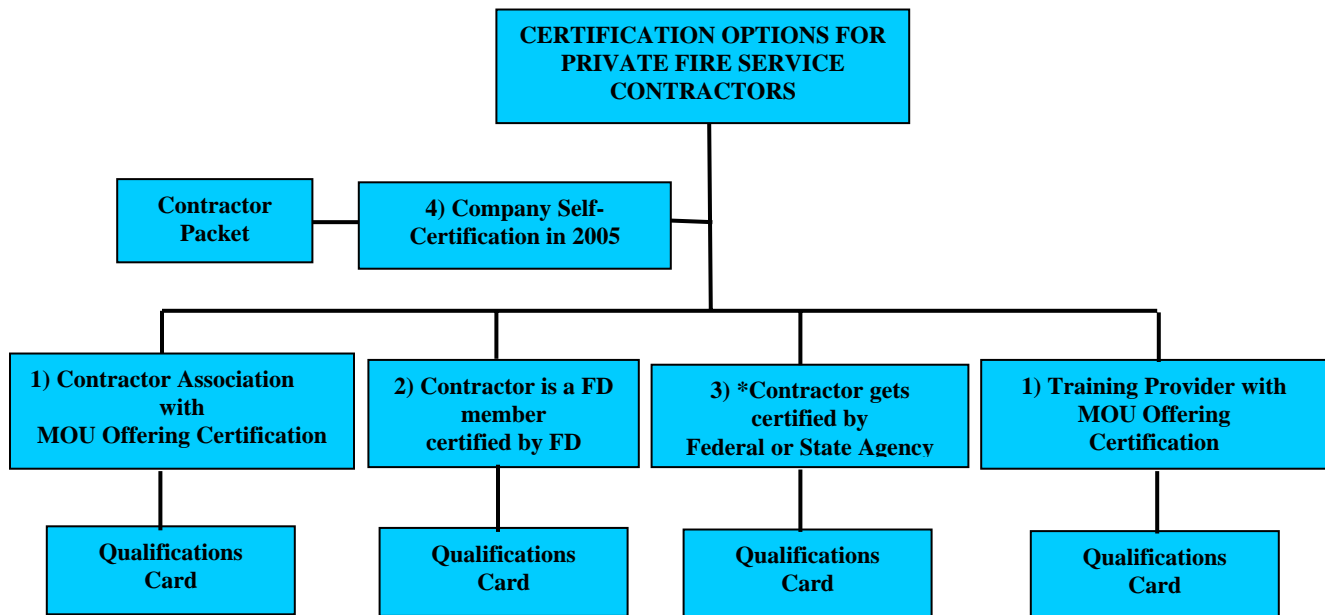 CERTIFICATION OPTIONS FOR
PRIVATE FIRE SERVICE
CONTRACTORS
Contractor
Packet
4) Company Self-
Certification in 2005
1) Contractor Association
with
MOU Offering Certification
2) Contractor is a FD
member
certified by FD
3) *Contractor gets
certified by
Federal or State Agency
1) Training Provider with
MOU Offering
Certification
Qualifications
Card
Qualifications
Card
Qualifications
Card
Qualifications
Card